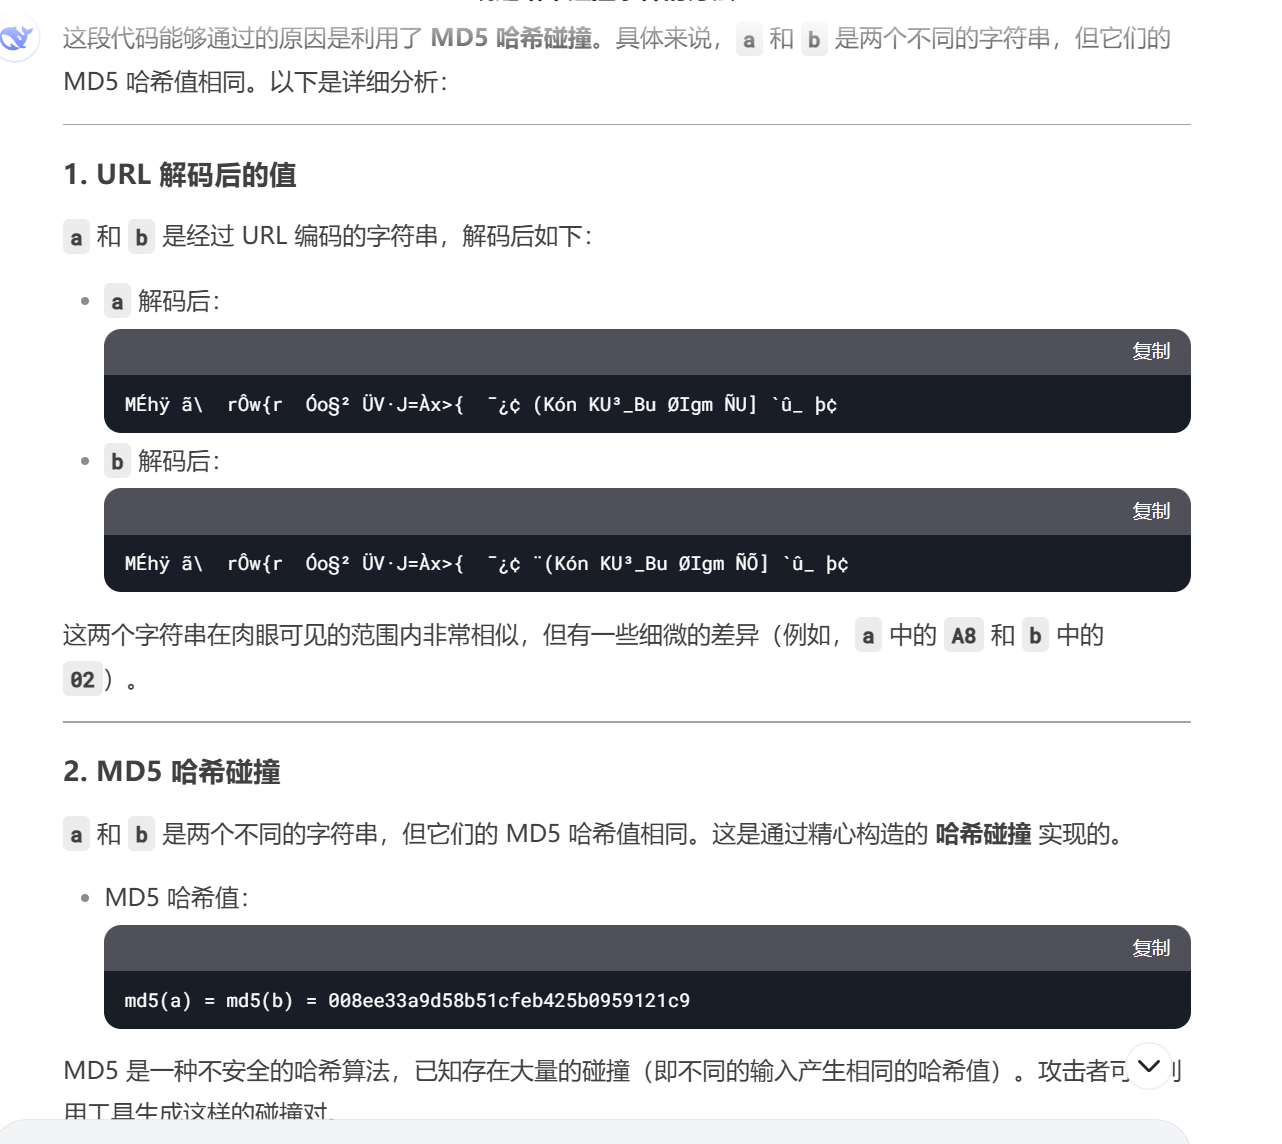 这段代码能够通过的原因是利用了 MD5 哈希碰撞。具体来说， a 和 b 是两个不同的字符串，但它们的
MD5 哈希值相同。以下是详细分析：
1. URL 解码后的值
a 和 b 是经过 URL 编码的字符串，解码后如下：
a 解码后：
复制
MÉhÿ ã\  rÔw{r  Óo§² ÜV·J=Àx>{  ¯¿¢ (Kón KU³_Bu ØIgm ÑU] `û_ þ¢
b 解码后：
复制
MÉhÿ ã\  rÔw{r  Óo§² ÜV·J=Àx>{  ¯¿¢ ¨(Kón KU³_Bu ØIgm ÑÕ] `û_ þ¢
这两个字符串在肉眼可见的范围内非常相似，但有一些细微的差异（例如， a 中的 A8 和 b 中的
02）。
2. MD5 哈希碰撞
a 和 b 是两个不同的字符串，但它们的 MD5 哈希值相同。这是通过精心构造的 哈希碰撞 实现的。
MD5 哈希值：
复制
md5(a) = md5(b) = 008ee33a9d58b51cfeb425b0959121c9
MD5 是一种不安全的哈希算法，已知存在大量的碰撞（即不同的输入产生相同的哈希值）。攻击者可
用工具生成这样的碰撞对。